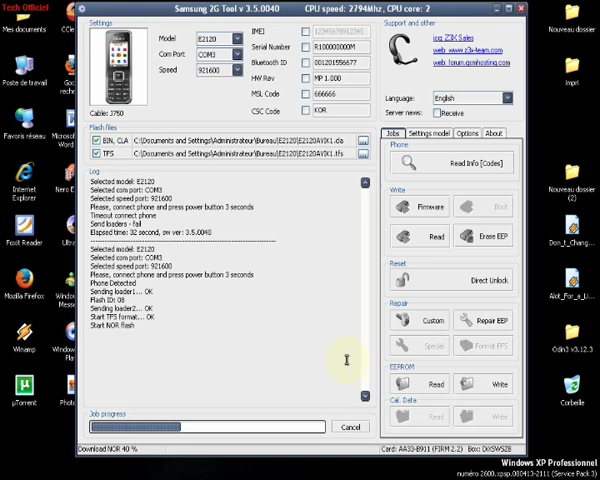 Tech Officiel
Samsung 2G Tool v 3.5.0040 CPU speed: 2794Mhz, CPU core: 2
Mes documents
Poste de travail
Favoris réseau
Internet Explorer
Foxit Reader
Mozilla Firefox
Winamp
µTorrent
Settings
Model E2120
Com Port COM3
Speed 921600
Cable: J750
IMEI 123456789012345
Serial Number R100000000M
Bluetooth ID 001201556677
HW Rev MP 1.000
MSL Code 666666
CSC Code KOR
Support and other
icq: Z3X Sales
web: www.z3x-team.com
web: forum.gsmhosting.com
Language: English
Server news: Receive
Flash files
BIN, CLA C:\Documents and Settings\Administrateur\Bureau\E2120\E2120AVIK1.cla
TFS C:\Documents and Settings\Administrateur\Bureau\E2120\E2120AVIK1.tfs
Log
Selected model: E2120
Selected com port: COM3
Selected speed port: 921600
Please, connect phone and press power button 3 seconds
Timeout connect phone
Send loaders - fail
Elapsed time: 32 second, sw ver: 3.5.0040
Selected model: E2120
Selected com port: COM3
Selected speed port: 921600
Please, connect phone and press power button 3 seconds
Phone Detected
Sending loader1... OK
Flash ID: 08
Sending loader2... OK
Start TFS format... OK
Start NOR flash
Job progress
Cancel
Download NOR 40 %
Jobs Settings model Options About
Phone
Read Info [Codes]
Write
Firmware Boot
Read Erase EEP
Reset
Direct Unlock
Repair
Custom Repair EEP
Special Format FFS
EEPROM
Read Write
Cal. Data
Read Write
Card: AA33-B911 (FIRM 2.2) Box: DIXSWSZB
Nouveau dossier
impri
Nouveau dossier
Nouveau dossier (2)
Don_t_Chang...
Alot_For_a_Li...
Odin3 v3.12.3
Corbeille
Windows XP Professionnel
numéro 2600.xpsp.080413-2111 (Service Pack 3)